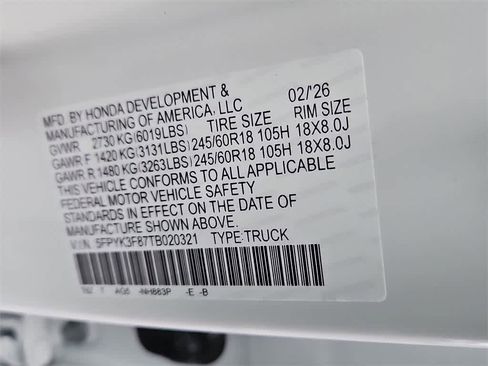 MFD. BY HONDA DEVELOPMENT & 02/'26
MANUFACTURING OF AMERICA, LLC
GVWR 2730 KG(6019LBS) TIRE SIZE RIM SIZE
GAWR F 1420 KG(3131LBS) 245/60R18 105H 18X8.0J
GAWR R 1480 KG(3263LBS) 245/60R18 105H 18X8.0J
THIS VEHICLE CONFORMS TO ALL APPLICABLE
FEDERAL MOTOR VEHICLE SAFETY
STANDARDS IN EFFECT ON THE DATE OF
MANUFACTURE SHOWN ABOVE.
V.I.N. 5FPYK3F87TB020321 TYPE:TRUCK
-NH883P -E -B